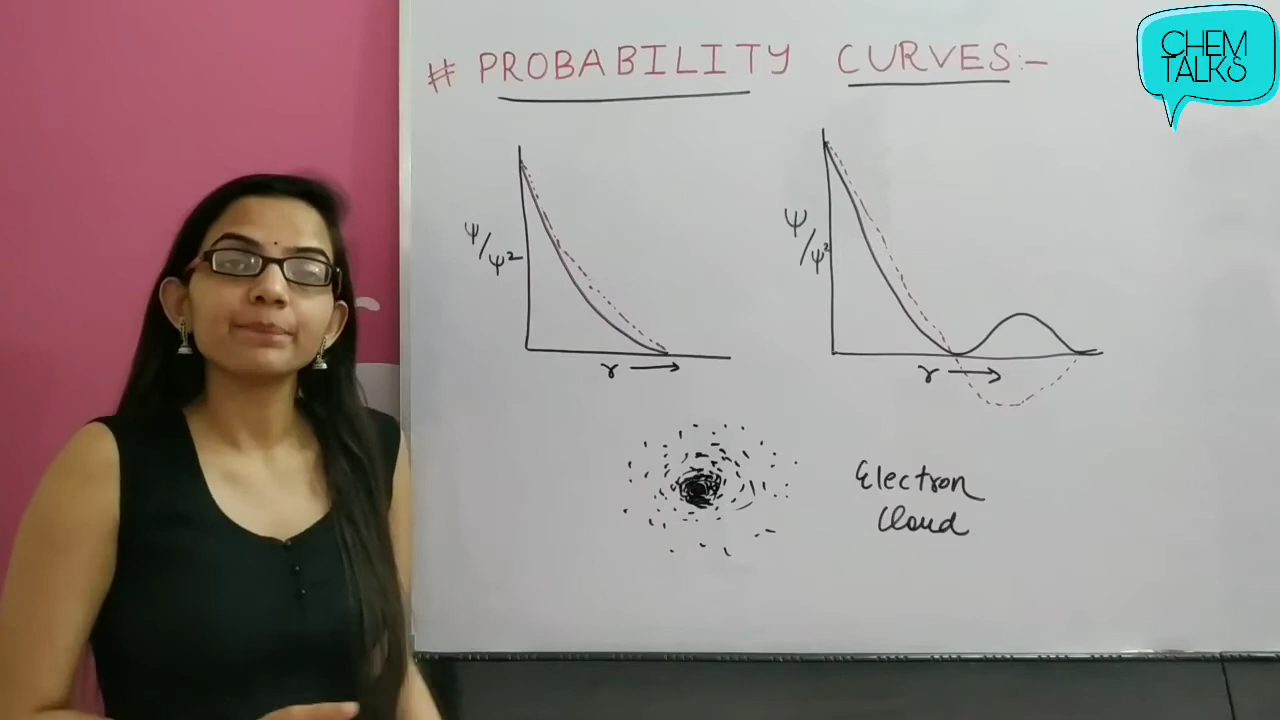 # PROBABILITY CURVES:-
CHEM
TALKS
Ψ/Ψ²
r →
Ψ/Ψ²
r →
Electron
Cloud